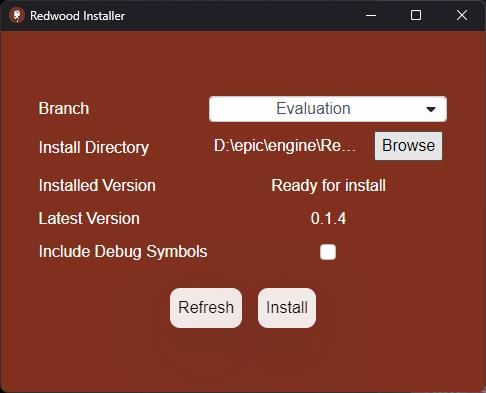 Redwood Installer
Branch Evaluation
Install Directory D:\epic\engine\Re... Browse
Installed Version Ready for install
Latest Version 0.1.4
Include Debug Symbols
Refresh Install